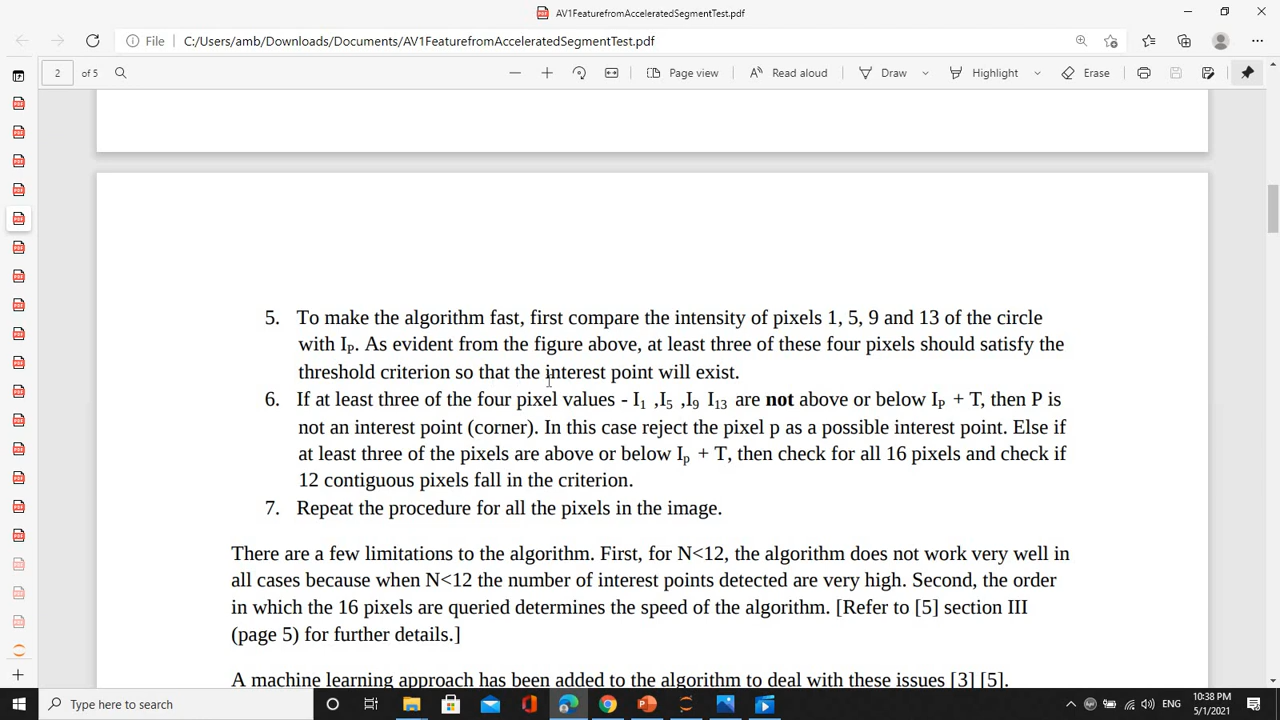 AV1FeaturefromAcceleratedSegmentTest.pdf
File C:/Users/amb/Downloads/Documents/AV1FeaturefromAcceleratedSegmentTest.pdf
2 of 5 Page view Read aloud Draw Highlight Erase
5. To make the algorithm fast, first compare the intensity of pixels 1, 5, 9 and 13 of the circle
with IP. As evident from the figure above, at least three of these four pixels should satisfy the
threshold criterion so that the interest point will exist.
6. If at least three of the four pixel values - I1 ,I5 ,I9 I13 are not above or below IP + T, then P is
not an interest point (corner). In this case reject the pixel p as a possible interest point. Else if
at least three of the pixels are above or below Ip + T, then check for all 16 pixels and check if
12 contiguous pixels fall in the criterion.
7. Repeat the procedure for all the pixels in the image.
There are a few limitations to the algorithm. First, for N<12, the algorithm does not work very well in
all cases because when N<12 the number of interest points detected are very high. Second, the order
in which the 16 pixels are queried determines the speed of the algorithm. [Refer to [5] section III
(page 5) for further details.]
A machine learning approach has been added to the algorithm to deal with these issues [3] [5].
Type here to search
ENG
10:38 PM
5/1/2021